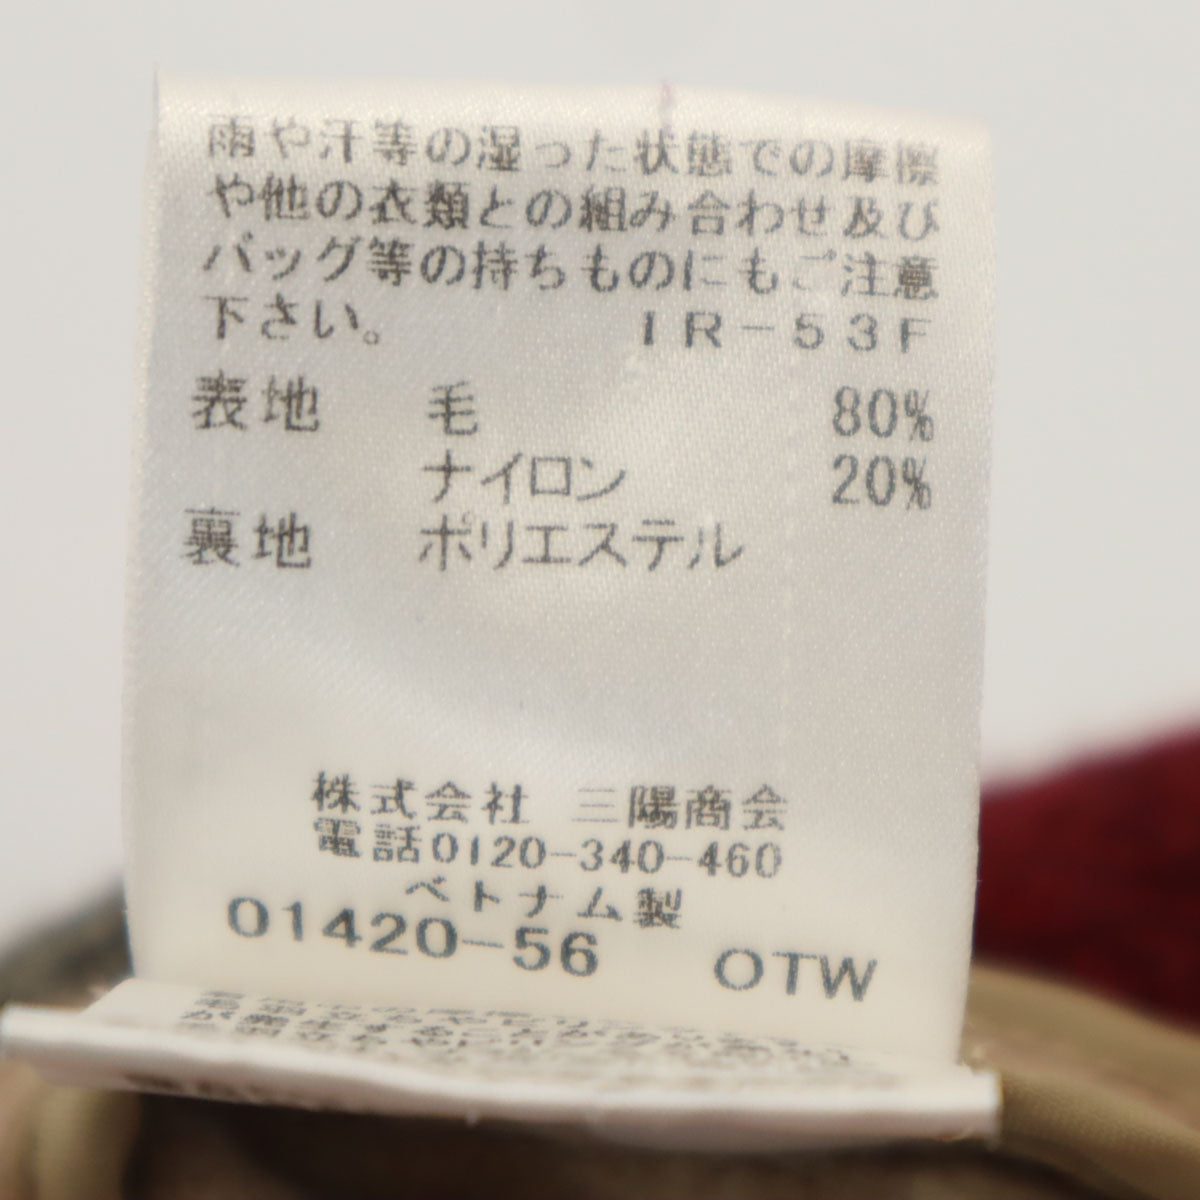 雨や汗等の湿った状態での摩擦
や他の衣類との組み合わせ及び
バッグ等の持ちものにもご注意
下さい。 IR-53F
表地 毛 80%
ナイロン 20%
裏地 ポリエステル
株式会社 三陽商会
電話0120-340-460
ベトナム製
01420-56 OTW